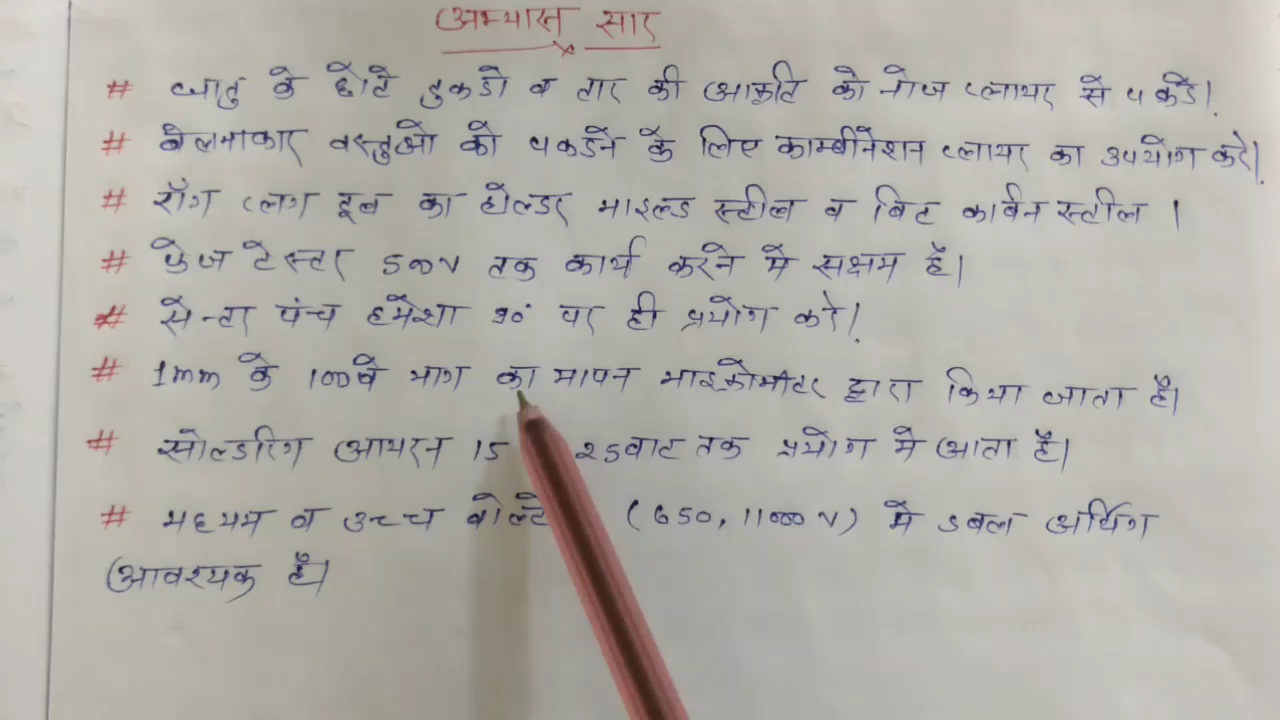 अभ्यास सार
# धातु के छोटे टुकडो व तार की आकृति को नोज प्लायर से पकडे।
# बेलनाकार वस्तुओ को पकडने के लिए काम्बीनेशन प्लायर का उपयोग करे।
# रॉग प्लग टूल का होल्डर माइल्ड स्टील व बिट कार्बन स्टील ।
# फेज टेस्टर 500V तक कार्य करने मे सक्षम है।
# सेन्टर पंच हमेशा 90° पर ही प्रयोग करे।
# 1mm के 100वे भाग का मापन माइक्रोमीटर द्वारा किया जाता है।
# सोल्डरिग आयरन 15 25वाट तक प्रयोग मे आता है।
# मध्यम व उच्च (650, 11000 V) मे डबल अर्थिग
आवश्यक है।